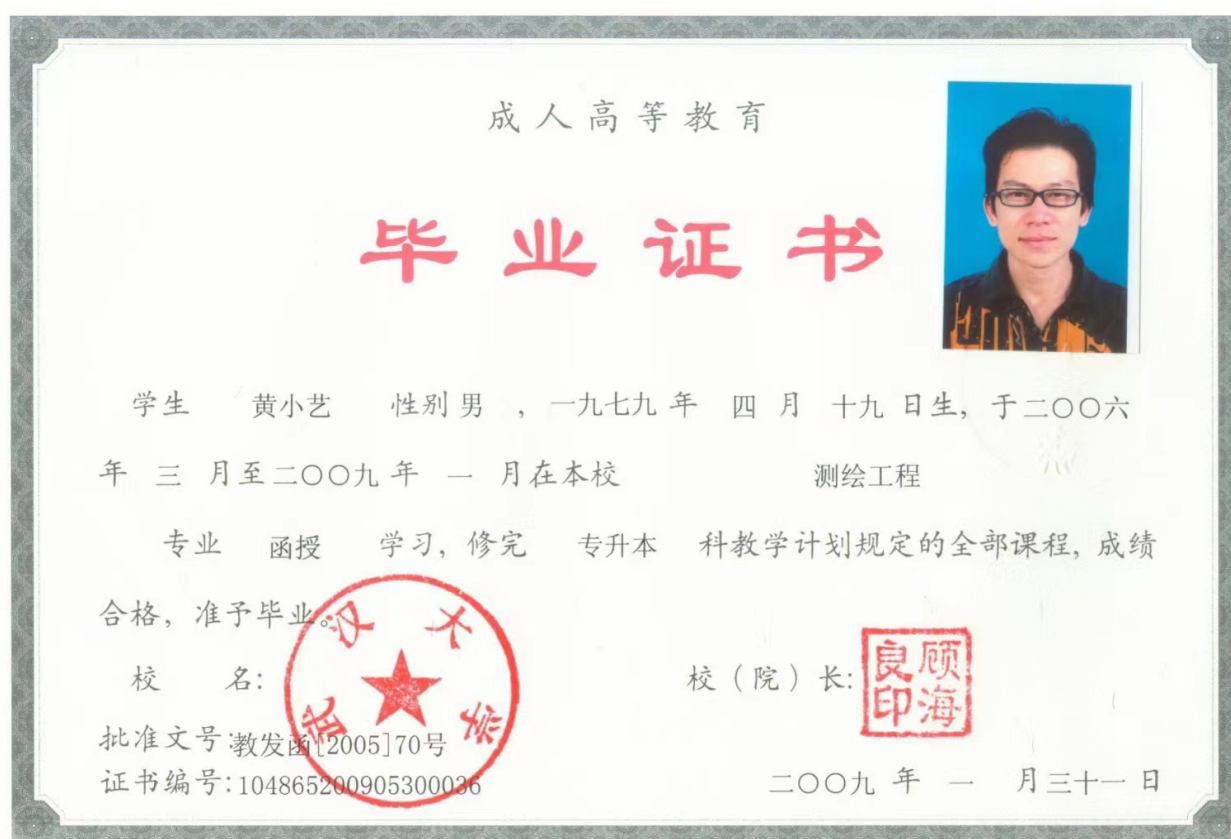 成人高等教育
毕业证书
学生 黄小艺 性别 男 ，一九七九 年 四 月 十九 日生，于二〇〇六
年 三 月至二〇〇九 年 一 月在本校 测绘工程
专业 函授 学习，修完 专升本 科教学计划规定的全部课程，成绩
合格，准予毕业。
校 名：
武汉大学
校（院）长：
顾海良印
批准文号：教发函[2005]70号
证书编号：104865200905300036
二〇〇九 年 一 月三十一 日